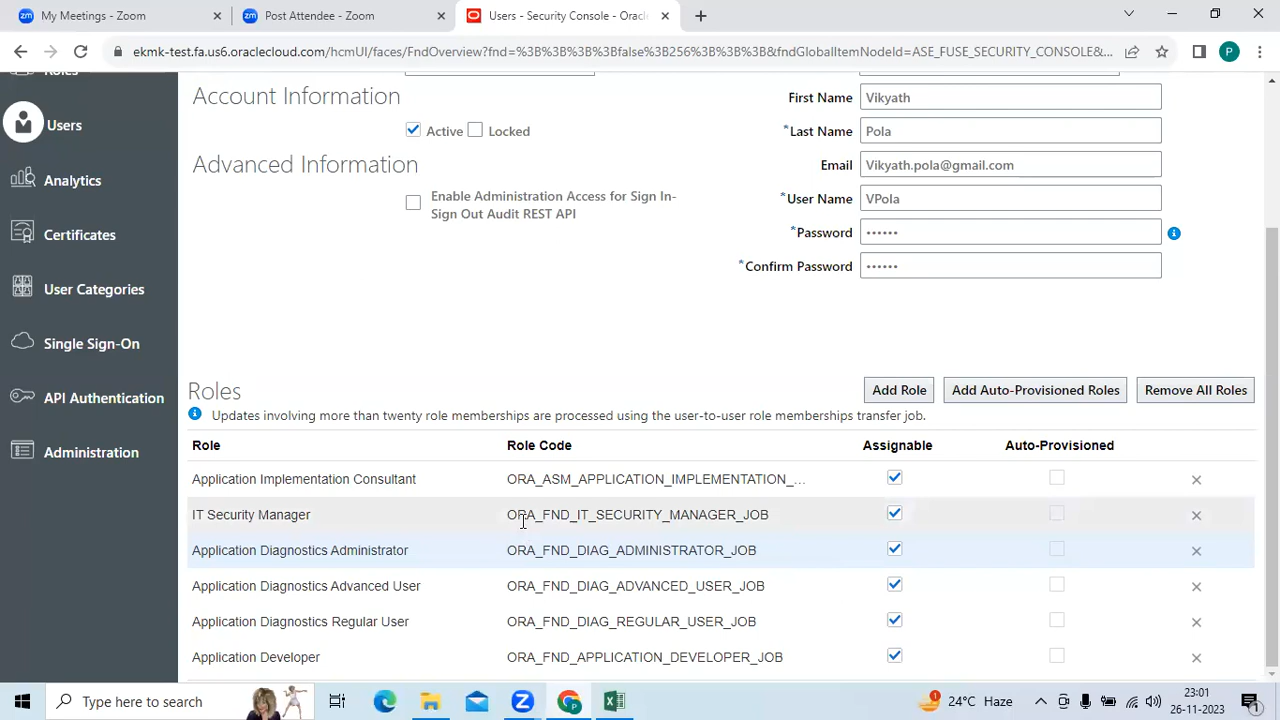 My Meetings - Zoom
Post Attendee - Zoom
Users - Security Console - Oracle
ekmk-test.fa.us6.oraclecloud.com/hcmUI/faces/FndOverview?fnd=%3B%3B%3B%3Bfalse%3B256%3B%3B%3B&fndGlobalItemNodeId=ASE_FUSE_SECURITY_CONSOLE&...
P
Roles
Users
Analytics
Certificates
User Categories
Single Sign-On
API Authentication
Administration
Account Information
Active
Locked
Advanced Information
Enable Administration Access for Sign In-
Sign Out Audit REST API
First Name
Vikyath
*Last Name
Pola
Email
Vikyath.pola@gmail.com
*User Name
VPola
*Password
••••••
*Confirm Password
••••••
Roles
Add Role
Add Auto-Provisioned Roles
Remove All Roles
Updates involving more than twenty role memberships are processed using the user-to-user role memberships transfer job.
Role Role Code Assignable Auto-Provisioned
Application Implementation Consultant ORA_ASM_APPLICATION_IMPLEMENTATION_...
IT Security Manager ORA_FND_IT_SECURITY_MANAGER_JOB
Application Diagnostics Administrator ORA_FND_DIAG_ADMINISTRATOR_JOB
Application Diagnostics Advanced User ORA_FND_DIAG_ADVANCED_USER_JOB
Application Diagnostics Regular User ORA_FND_DIAG_REGULAR_USER_JOB
Application Developer ORA_FND_APPLICATION_DEVELOPER_JOB
Type here to search
1
24°C Haze
23:01
26-11-2023
1